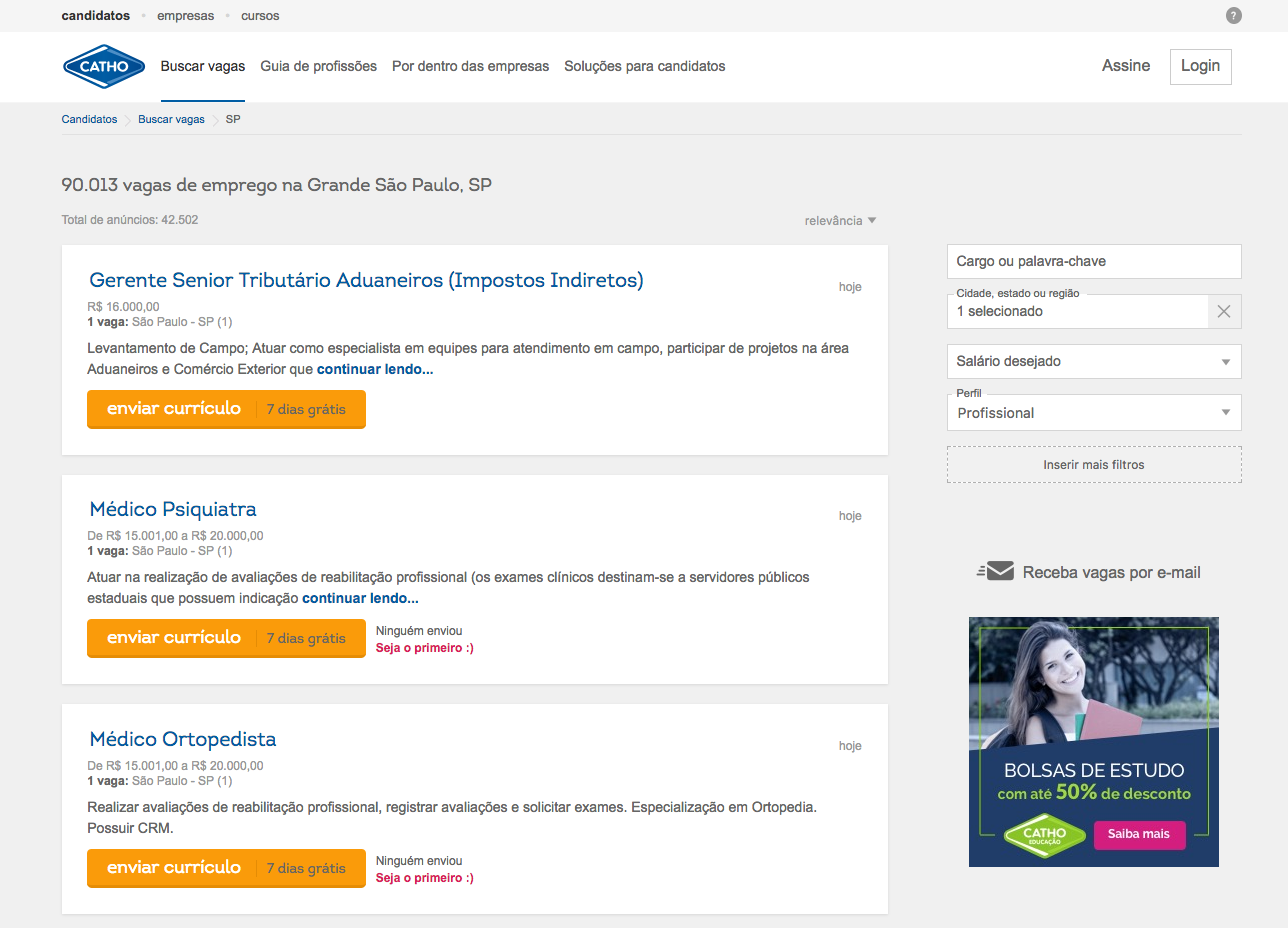 candidatos • empresas • cursos
?
CATHO
Buscar vagas Guia de profissões Por dentro das empresas Soluções para candidatos Assine Login
Candidatos Buscar vagas SP
90.013 vagas de emprego na Grande São Paulo, SP
Total de anúncios: 42.502
relevância
Gerente Senior Tributário Aduaneiros (Impostos Indiretos)
hoje
R$ 16.000,00
1 vaga: São Paulo - SP (1)
Levantamento de Campo; Atuar como especialista em equipes para atendimento em campo, participar de projetos na área
Aduaneiros e Comércio Exterior que continuar lendo...
enviar currículo 7 dias grátis
Médico Psiquiatra
hoje
De R$ 15.001,00 a R$ 20.000,00
1 vaga: São Paulo - SP (1)
Atuar na realização de avaliações de reabilitação profissional (os exames clínicos destinam-se a servidores públicos
estaduais que possuem indicação continuar lendo...
enviar currículo 7 dias grátis
Ninguém enviou
Seja o primeiro :)
Médico Ortopedista
hoje
De R$ 15.001,00 a R$ 20.000,00
1 vaga: São Paulo - SP (1)
Realizar avaliações de reabilitação profissional, registrar avaliações e solicitar exames. Especialização em Ortopedia.
Possuir CRM.
enviar currículo 7 dias grátis
Ninguém enviou
Seja o primeiro :)
Cargo ou palavra-chave
Cidade, estado ou região
1 selecionado
Salário desejado
Perfil
Profissional
Inserir mais filtros
Receba vagas por e-mail
BOLSAS DE ESTUDO
com até 50% de desconto
CATHO
EDUCAÇÃO
Saiba mais